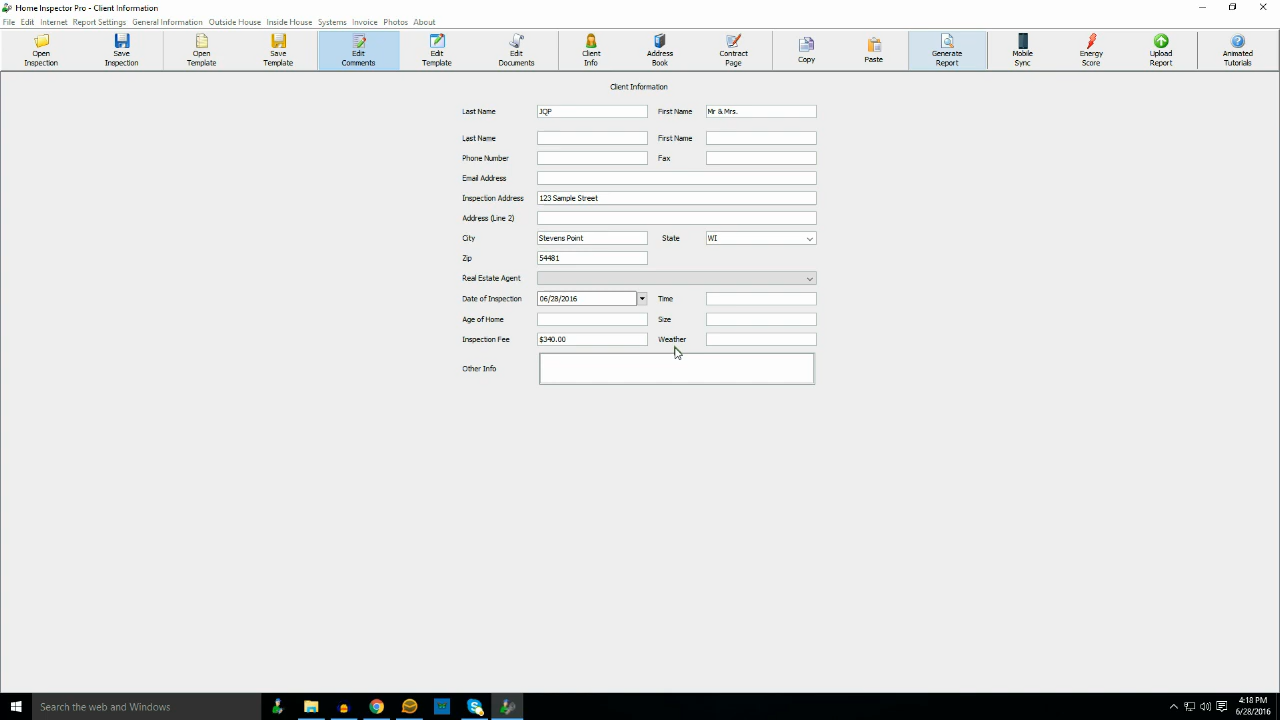 Home Inspector Pro - Client Information
File Edit Internet Report Settings General Information Outside House Inside House Systems Invoice Photos About
Open Inspection
Save Inspection
Open Template
Save Template
Edit Comments
Edit Template
Edit Documents
Client Info
Address Book
Contract Page
Copy
Paste
Generate Report
Mobile Sync
Energy Score
Upload Report
Animated Tutorials
Client Information
Last Name JQP First Name Mr & Mrs.
Last Name First Name
Phone Number Fax
Email Address
Inspection Address 123 Sample Street
Address (Line 2)
City Stevens Point State WI
Zip 54481
Real Estate Agent
Date of Inspection 06/28/2016 Time
Age of Home Size
Inspection Fee $340.00 Weather
Other Info
Search the web and Windows
4:18 PM
6/28/2016